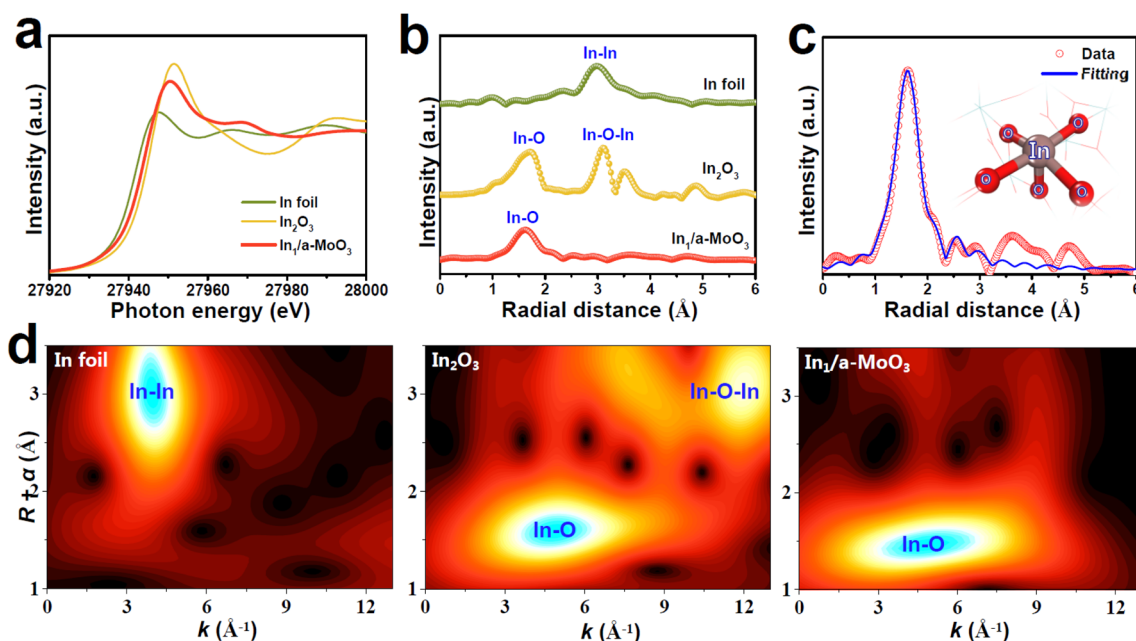 a
Intensity (a.u.)
In foil
In₂O₃
In₁/a-MoO₃
27920 27940 27960 27980 28000
Photon energy (eV)
b
Intensity (a.u.)
In-In
In foil
In-O In-O-In
In₂O₃
In-O
In₁/a-MoO₃
0 1 2 3 4 5 6
Radial distance (Å)
c
Intensity (a.u.)
Data
Fitting
O O
In
O O O
0 1 2 3 4 5 6
Radial distance (Å)
d
R + α (Å)
In foil
In-In
3
2
1
0 3 6 9 12
k (Å⁻¹)
In₂O₃
In-O-In
In-O
3
2
1
0 3 6 9 12
k (Å⁻¹)
In₁/a-MoO₃
In-O
3
2
1
0 3 6 9 12
k (Å⁻¹)